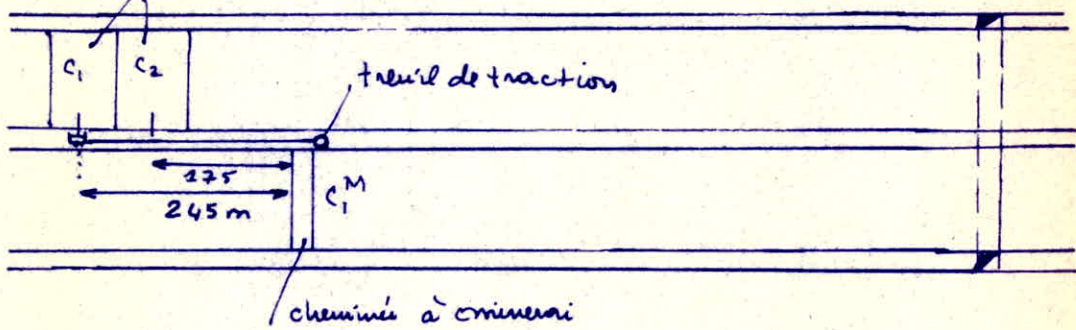 C₁ C₂
treuil de traction
175
245 m
C₁ᴹ
cheminée à minerai